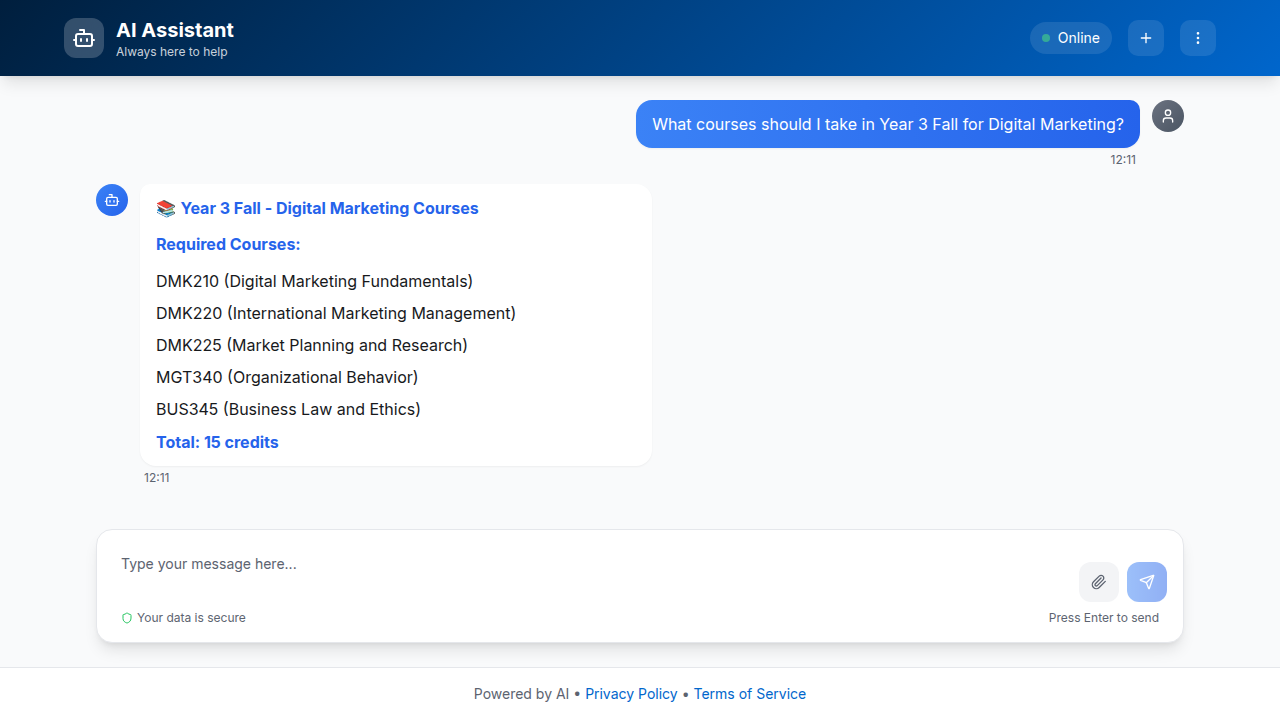 AI Assistant
Always here to help
Online
What courses should I take in Year 3 Fall for Digital Marketing?
12:11
📚 Year 3 Fall - Digital Marketing Courses
Required Courses:
DMK210 (Digital Marketing Fundamentals)
DMK220 (International Marketing Management)
DMK225 (Market Planning and Research)
MGT340 (Organizational Behavior)
BUS345 (Business Law and Ethics)
Total: 15 credits
12:11
Type your message here...
Your data is secure
Press Enter to send
Powered by AI • Privacy Policy • Terms of Service